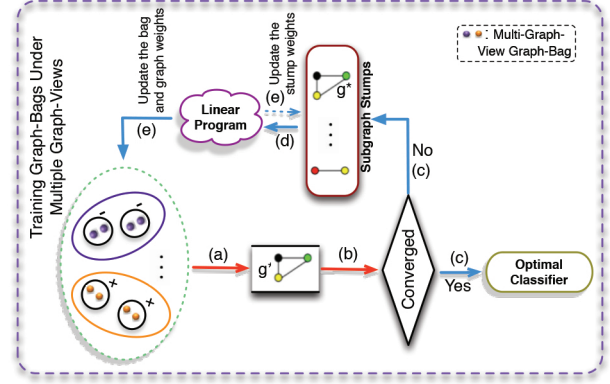 Training Graph-Bags Under
Multiple Graph-Views
Update the bag
and graph weights
(e)
Linear
Program
Update the
stump weights
(e)
(d)
g*
Subgraph Stumps
: Multi-Graph-
View Graph-Bag
No
(c)
-
-
+
+
(a)
g*
(b)
Converged
(c)
Yes
Optimal
Classifier